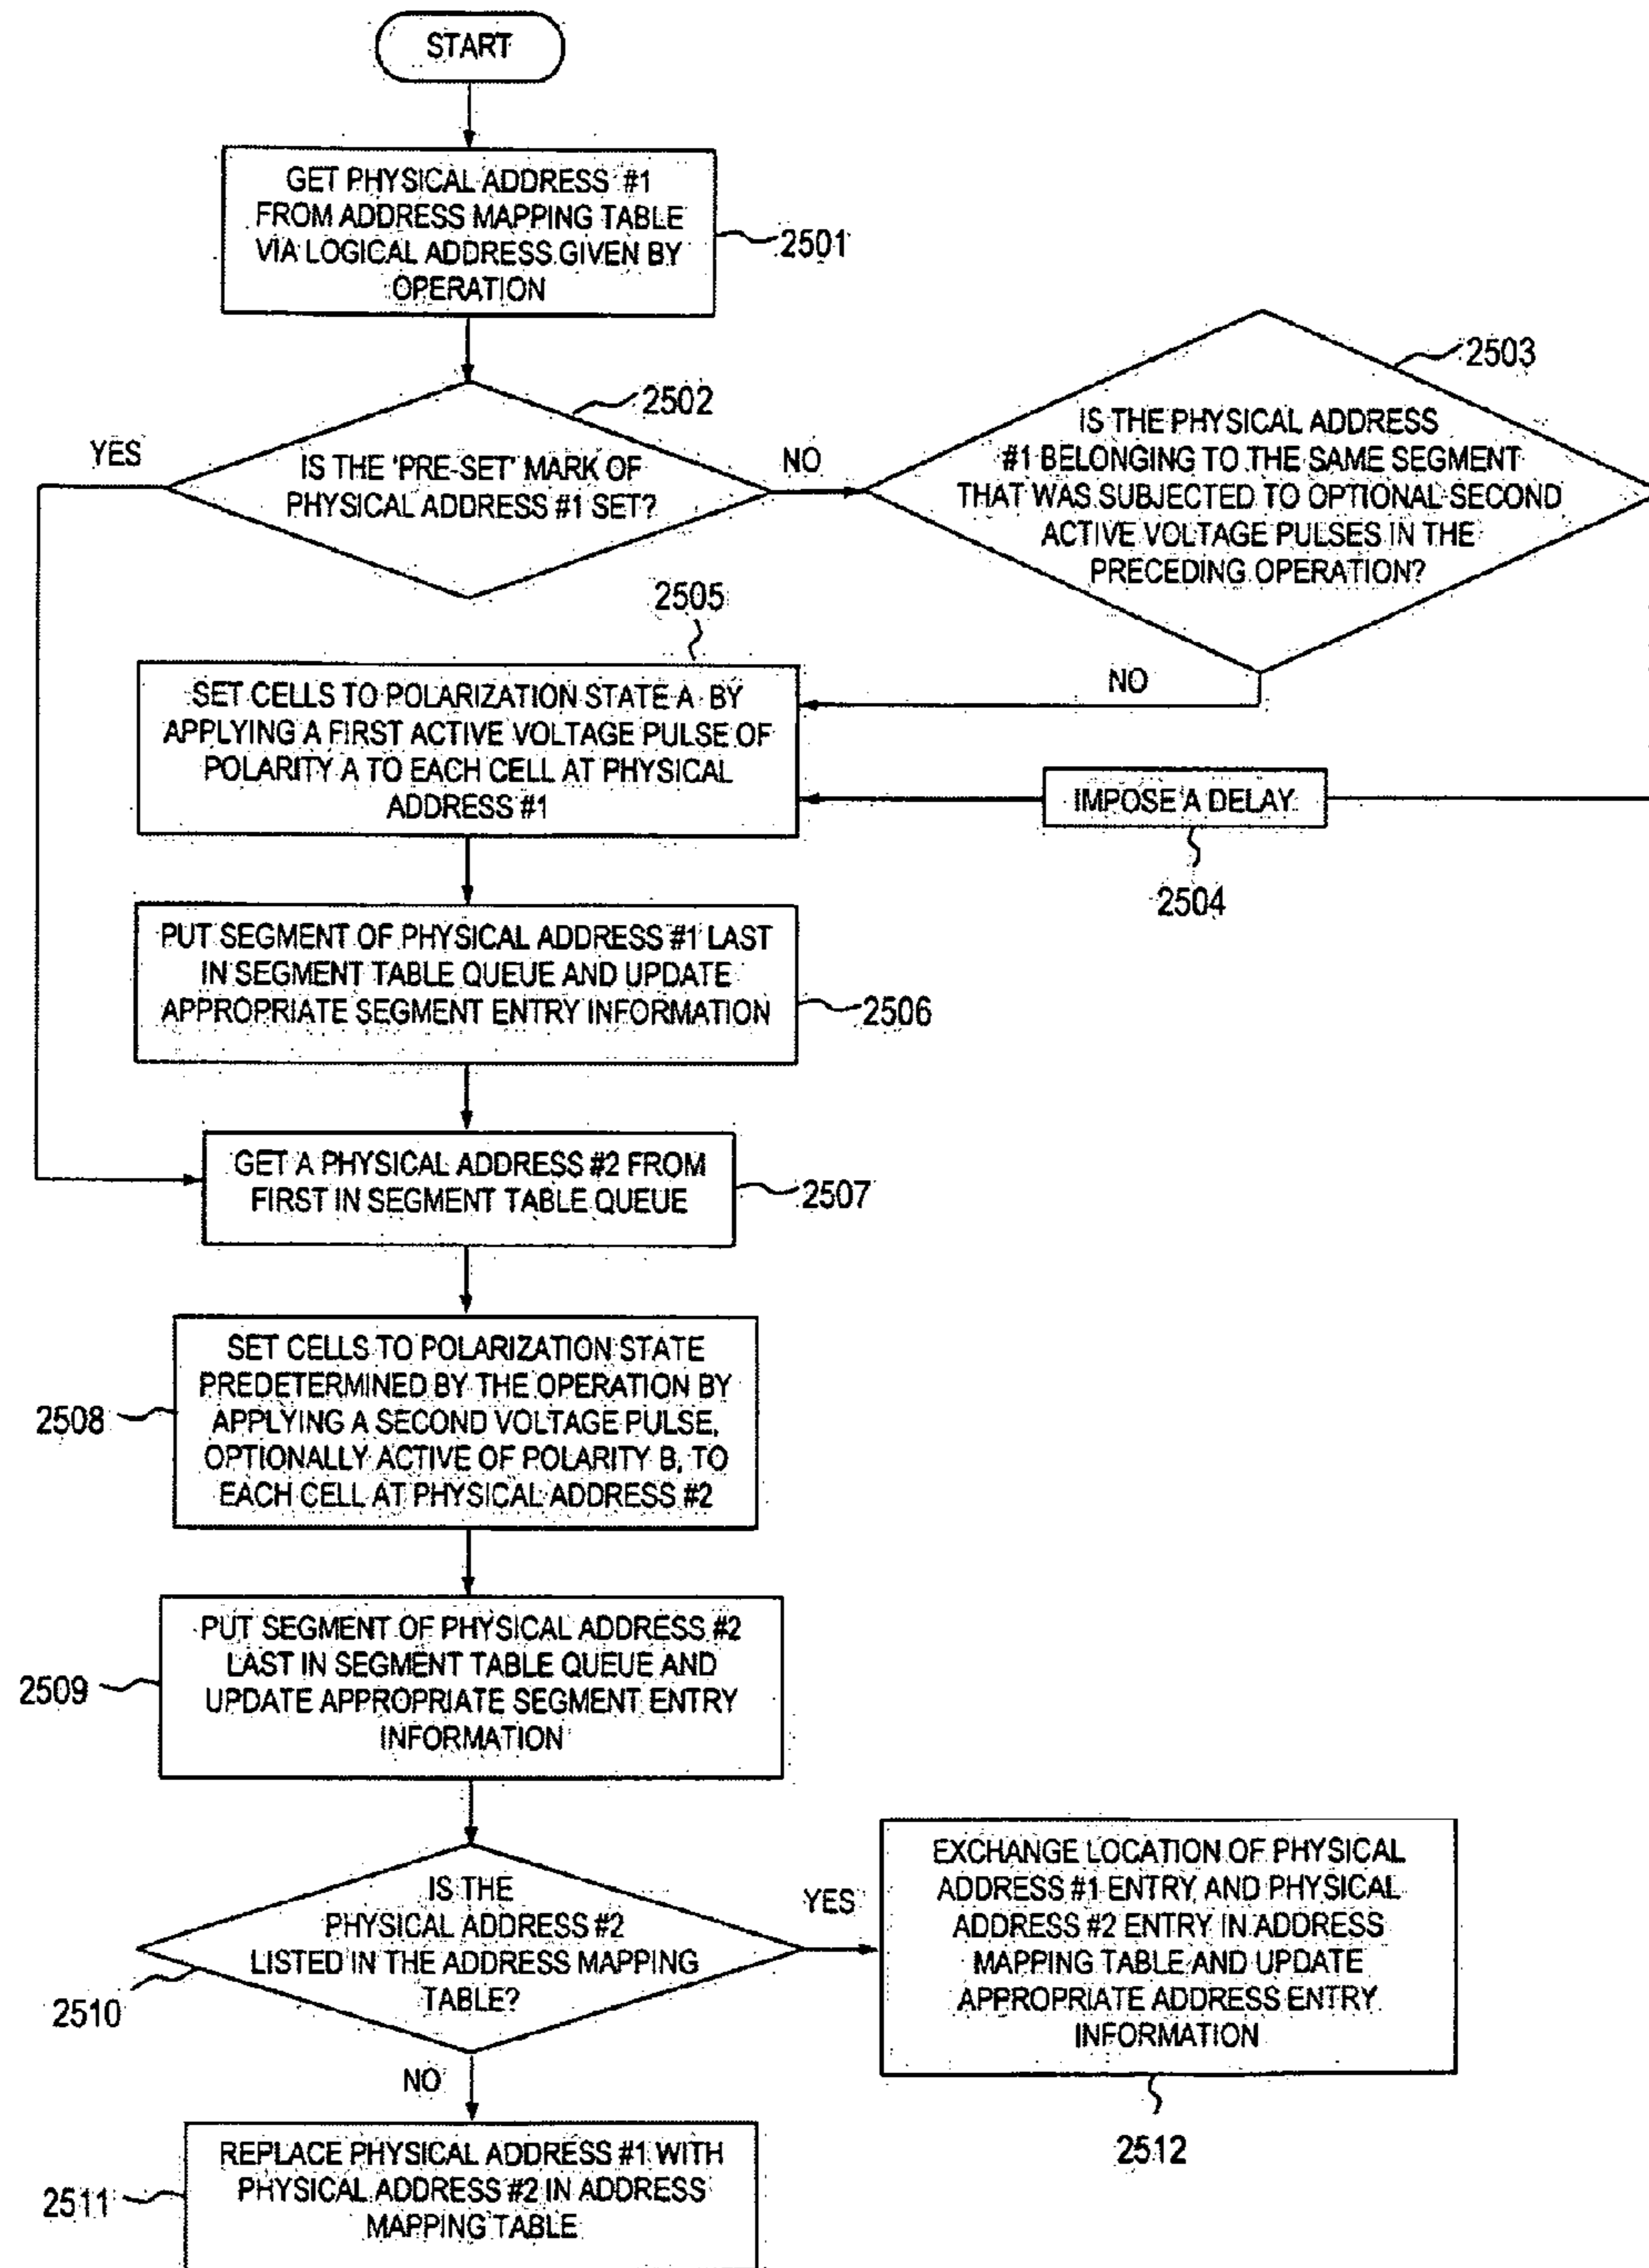 START
GET PHYSICAL ADDRESS #1
FROM ADDRESS MAPPING TABLE
VIA LOGICAL ADDRESS GIVEN BY
OPERATION
2501
2502
IS THE 'PRE-SET' MARK OF
PHYSICAL ADDRESS #1 SET?
YES
NO
2503
IS THE PHYSICAL ADDRESS
#1 BELONGING TO THE SAME SEGMENT
THAT WAS SUBJECTED TO OPTIONAL SECOND
ACTIVE VOLTAGE PULSES IN THE
PRECEDING OPERATION?
NO
2505
SET CELLS TO POLARIZATION STATE A BY
APPLYING A FIRST ACTIVE VOLTAGE PULSE OF
POLARITY A TO EACH CELL AT PHYSICAL
ADDRESS #1
IMPOSE A DELAY
2504
PUT SEGMENT OF PHYSICAL ADDRESS #1 LAST
IN SEGMENT TABLE QUEUE AND UPDATE
APPROPRIATE SEGMENT ENTRY INFORMATION
2506
GET A PHYSICAL ADDRESS #2 FROM
FIRST IN SEGMENT TABLE QUEUE
2507
SET CELLS TO POLARIZATION STATE
PREDETERMINED BY THE OPERATION BY
APPLYING A SECOND VOLTAGE PULSE,
OPTIONALLY ACTIVE OF POLARITY B, TO
EACH CELL AT PHYSICAL ADDRESS #2
2508
PUT SEGMENT OF PHYSICAL ADDRESS #2
LAST IN SEGMENT TABLE QUEUE AND
UPDATE APPROPRIATE SEGMENT ENTRY
INFORMATION
2509
IS THE
PHYSICAL ADDRESS #2
LISTED IN THE ADDRESS MAPPING
TABLE?
2510
YES
NO
EXCHANGE LOCATION OF PHYSICAL
ADDRESS #1 ENTRY AND PHYSICAL
ADDRESS #2 ENTRY IN ADDRESS
MAPPING TABLE AND UPDATE
APPROPRIATE ADDRESS ENTRY
INFORMATION
2512
REPLACE PHYSICAL ADDRESS #1 WITH
PHYSICAL ADDRESS #2 IN ADDRESS
MAPPING TABLE
2511